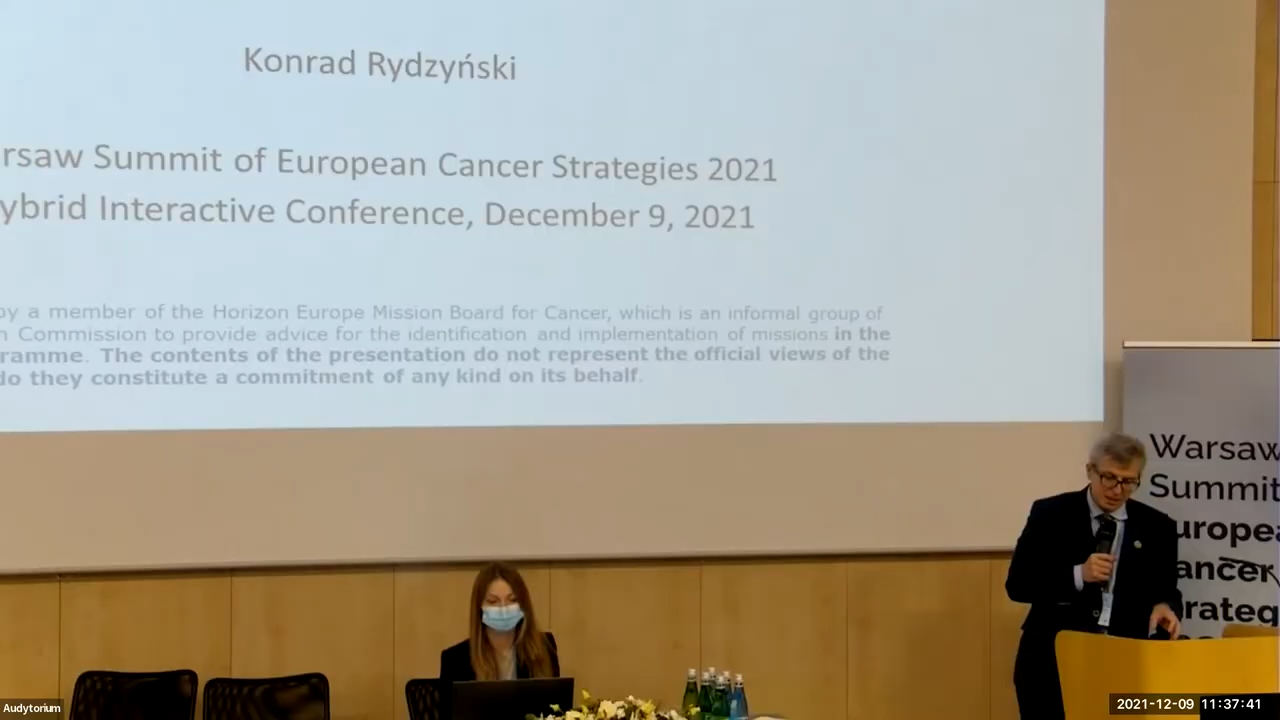 Konrad Rydzyński
rsaw Summit of European Cancer Strategies 2021
ybrid Interactive Conference, December 9, 2021
by a member of the Horizon Europe Mission Board for Cancer, which is an informal group of
n Commission to provide advice for the identification and implementation of missions in the
ramme. The contents of the presentation do not represent the official views of the
do they constitute a commitment of any kind on its behalf.
Warsaw
Summit
urope
ancer
rateg
Audytorium
2021-12-09 11:37:41